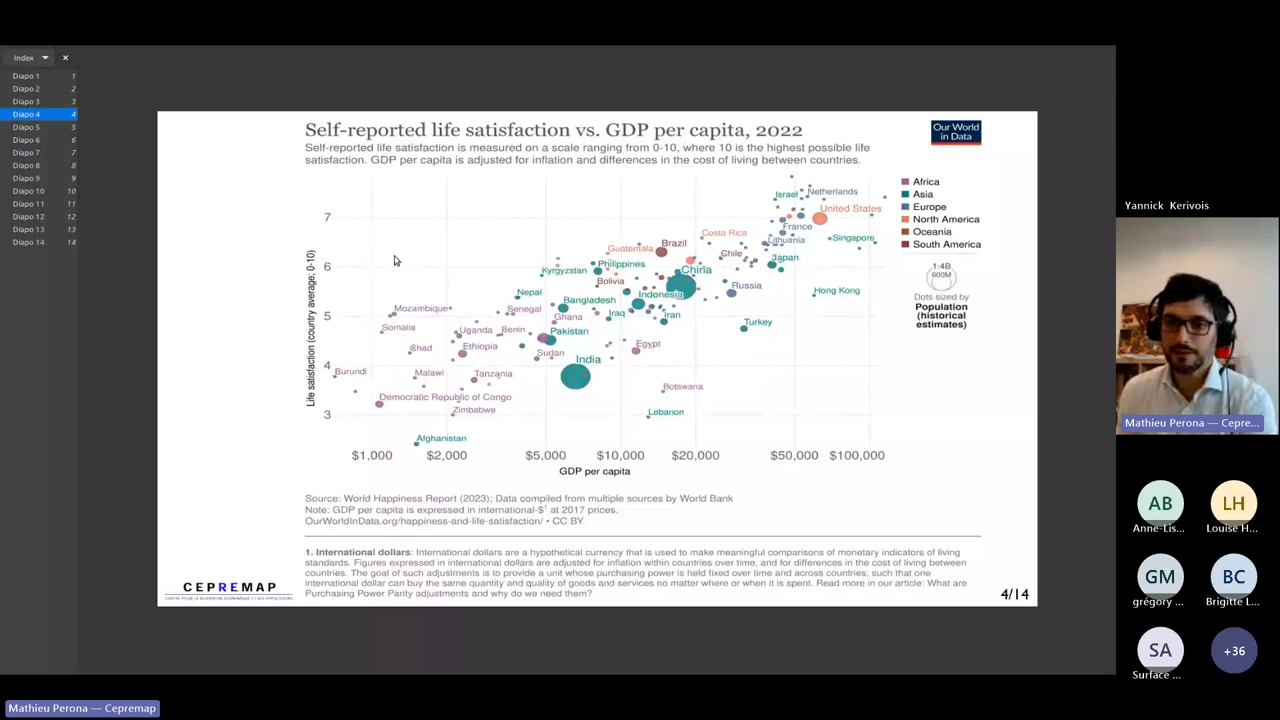 Index
Diapo 1 1
Diapo 2 2
Diapo 3 3
Diapo 4 4
Diapo 5 5
Diapo 6 6
Diapo 7 7
Diapo 8 8
Diapo 9 9
Diapo 10 10
Diapo 11 11
Diapo 12 12
Diapo 13 13
Diapo 14 14
Self-reported life satisfaction vs. GDP per capita, 2022
Self-reported life satisfaction is measured on a scale ranging from 0-10, where 10 is the highest possible life
satisfaction. GDP per capita is adjusted for inflation and differences in the cost of living between countries.
Our World
in Data
Life satisfaction (country average; 0-10)
7
6
5
4
3
Israel
Netherlands
United States
France
Lithuania
Singapore
Costa Rica
Brazil
Guatemala
Chile
Japan
Philippines
Kyrgyzstan
China
Bolivia
Russia
Hong Kong
Nepal
Indonesia
Bangladesh
Mozambique
Senegal
Ghana
Iraq
Iran
Turkey
Somalia
Uganda
Benin
Pakistan
Chad
Ethiopia
Sudan
Egypt
India
Burundi
Malawi
Tanzania
Botswana
Democratic Republic of Congo
Zimbabwe
Lebanon
Afghanistan
$1,000
$2,000
$5,000
$10,000
$20,000
$50,000
$100,000
GDP per capita
Africa
Asia
Europe
North America
Oceania
South America
1.4B
600M
Dots sized by
Population
(historical
estimates)
Source: World Happiness Report (2023); Data compiled from multiple sources by World Bank
Note: GDP per capita is expressed in international-$¹ at 2017 prices.
OurWorldInData.org/happiness-and-life-satisfaction/ • CC BY
1. International dollars: International dollars are a hypothetical currency that is used to make meaningful comparisons of monetary indicators of living
standards. Figures expressed in international dollars are adjusted for inflation within countries over time, and for differences in the cost of living between
countries. The goal of such adjustments is to provide a unit whose purchasing power is held fixed over time and across countries, such that one
international dollar can buy the same quantity and quality of goods and services no matter where or when it is spent. Read more in our article: What are
Purchasing Power Parity adjustments and why do we need them?
CEPREMAP
4/14
Yannick Kerivois
Mathieu Perona — Cepre...
AB
Anne-Lis...
LH
Louise H...
GM
grégory ...
BC
Brigitte L...
SA
Surface ...
+36
Mathieu Perona — Cepremap